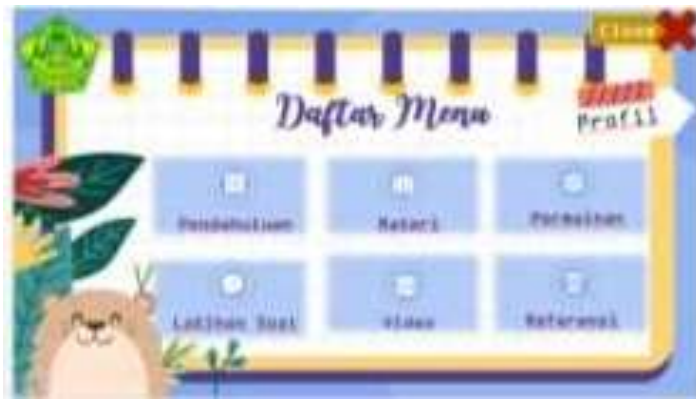 Close
Daftar Menu
Profil
Pendahuluan
Materi
Permainan
Latihan Soal
Video
Referensi